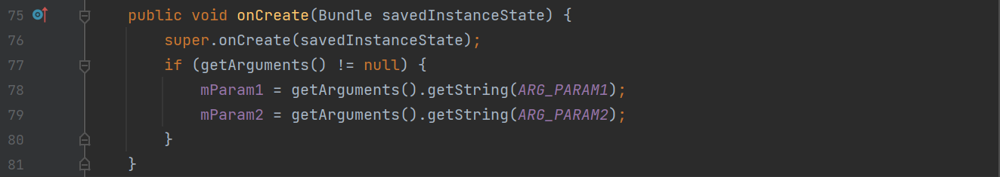 75 public void onCreate(Bundle savedInstanceState) {
76 super.onCreate(savedInstanceState);
77 if (getArguments() != null) {
78 mParam1 = getArguments().getString(ARG_PARAM1);
79 mParam2 = getArguments().getString(ARG_PARAM2);
80 }
81 }